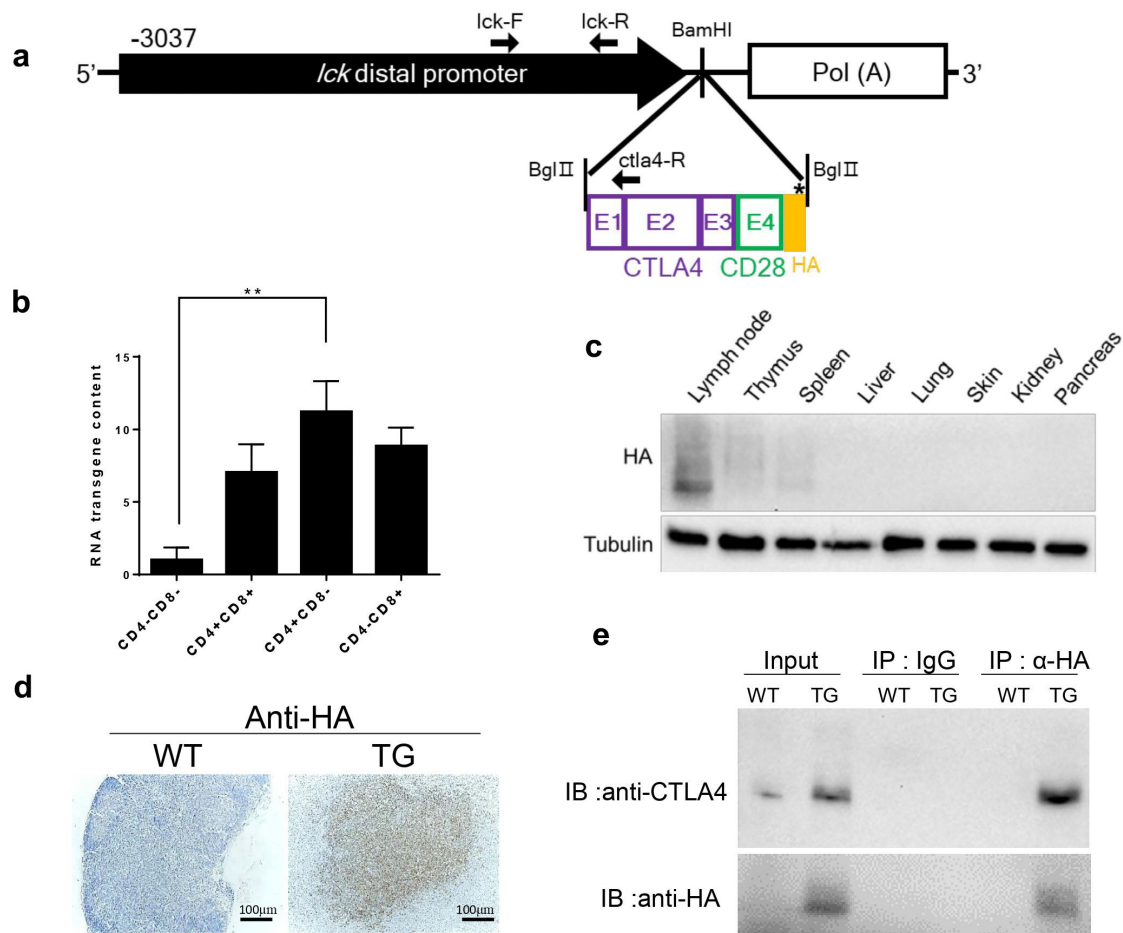 a
-3037
lck-F
lck-R
BamHI
5’
lck distal promoter
Pol (A)
3’
BglⅡ
ctla4-R
BglⅡ
*
E1
E2
E3
E4
CTLA4
CD28
HA
b
**
RNA transgene content
15
10
5
0
CD4-CD8-
CD4+CD8+
CD4+CD8-
CD4-CD8+
c
Lymph node
Thymus
Spleen
Liver
Lung
Skin
Kidney
Pancreas
HA
Tubulin
d
Anti-HA
WT
TG
100μm
100μm
e
Input
IP : IgG
IP : α-HA
WT
TG
WT
TG
WT
TG
IB :anti-CTLA4
IB :anti-HA